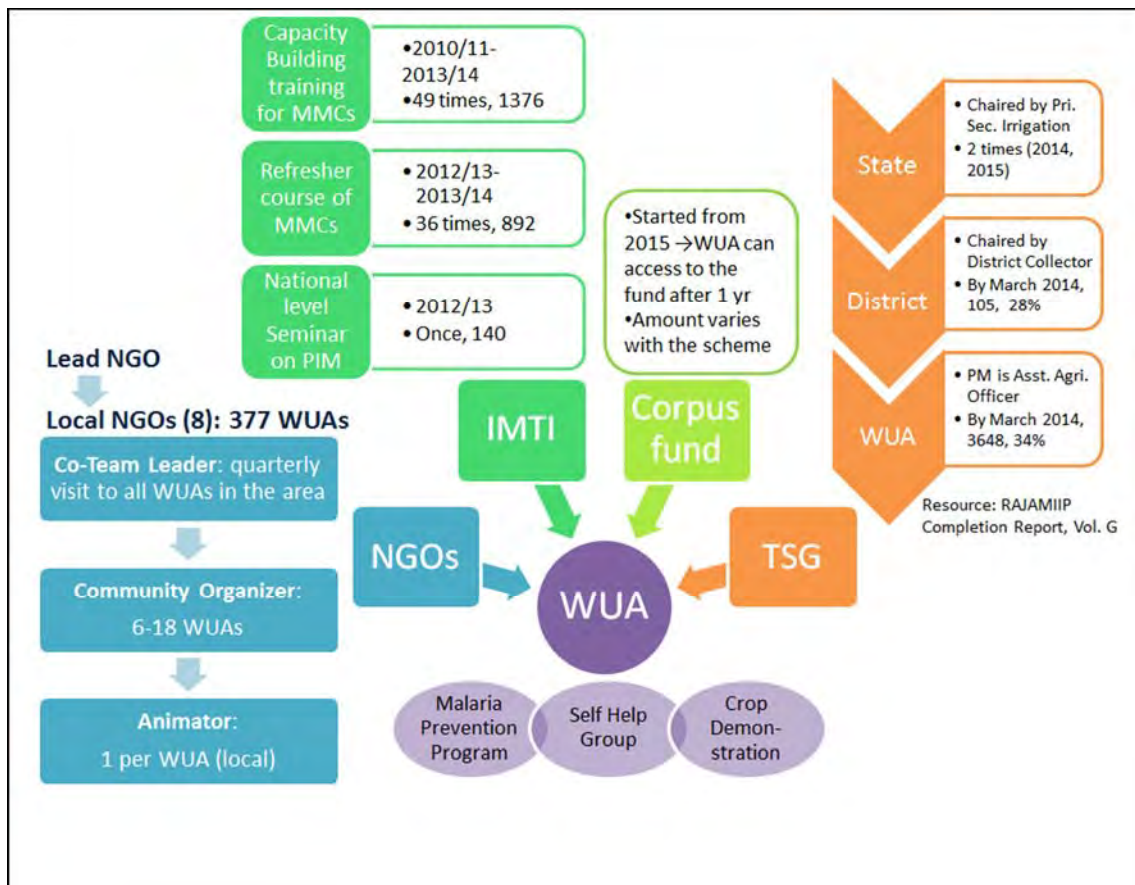 Capacity
Building
training
for MMCs
•2010/11-
2013/14
•49 times, 1376
Refresher
course of
MMCs
•2012/13-
2013/14
•36 times, 892
National
level
Seminar
on PIM
•2012/13
•Once, 140
•Started from
2015 →WUA can
access to the
fund after 1 yr
•Amount varies
with the scheme
State
• Chaired by Pri.
Sec. Irrigation
• 2 times (2014,
2015)
District
• Chaired by
District Collector
• By March 2014,
105, 28%
WUA
• PM is Asst. Agri.
Officer
• By March 2014,
3648, 34%
Resource: RAJAMIIP
Completion Report, Vol. G
Lead NGO
Local NGOs (8): 377 WUAs
Co-Team Leader: quarterly
visit to all WUAs in the area
Community Organizer:
6-18 WUAs
Animator:
1 per WUA (local)
NGOs
IMTI
Corpus
fund
TSG
WUA
Malaria
Prevention
Program
Self Help
Group
Crop
Demon-
stration